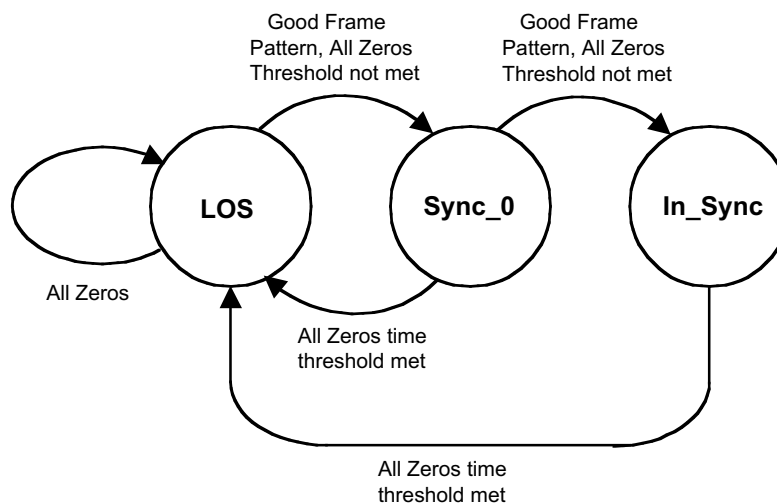 Good Frame
Pattern, All Zeros
Threshold not met
Good Frame
Pattern, All Zeros
Threshold not met
LOS
Sync_0
In_Sync
All Zeros
All Zeros time
threshold met
All Zeros time
threshold met